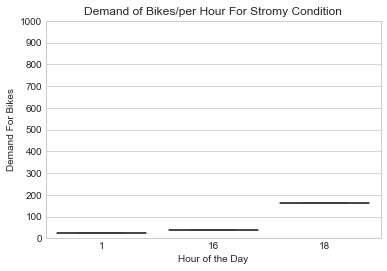 Demand of Bikes/per Hour For Stromy Condition
1000
900
800
700
600
500
400
300
200
100
0
Demand For Bikes
1 16 18
Hour of the Day